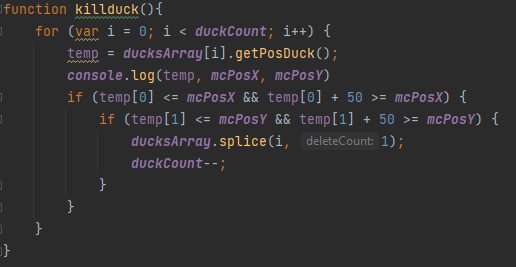 function killduck(){
    for (var i = 0; i < duckCount; i++) {
        temp = ducksArray[i].getPosDuck();
        console.log(temp, mcPosX, mcPosY)
        if (temp[0] <= mcPosX && temp[0] + 50 >= mcPosX) {
            if (temp[1] <= mcPosY && temp[1] + 50 >= mcPosY) {
                ducksArray.splice(i, deleteCount: 1);
                duckCount--;
            }
        }
    }
}